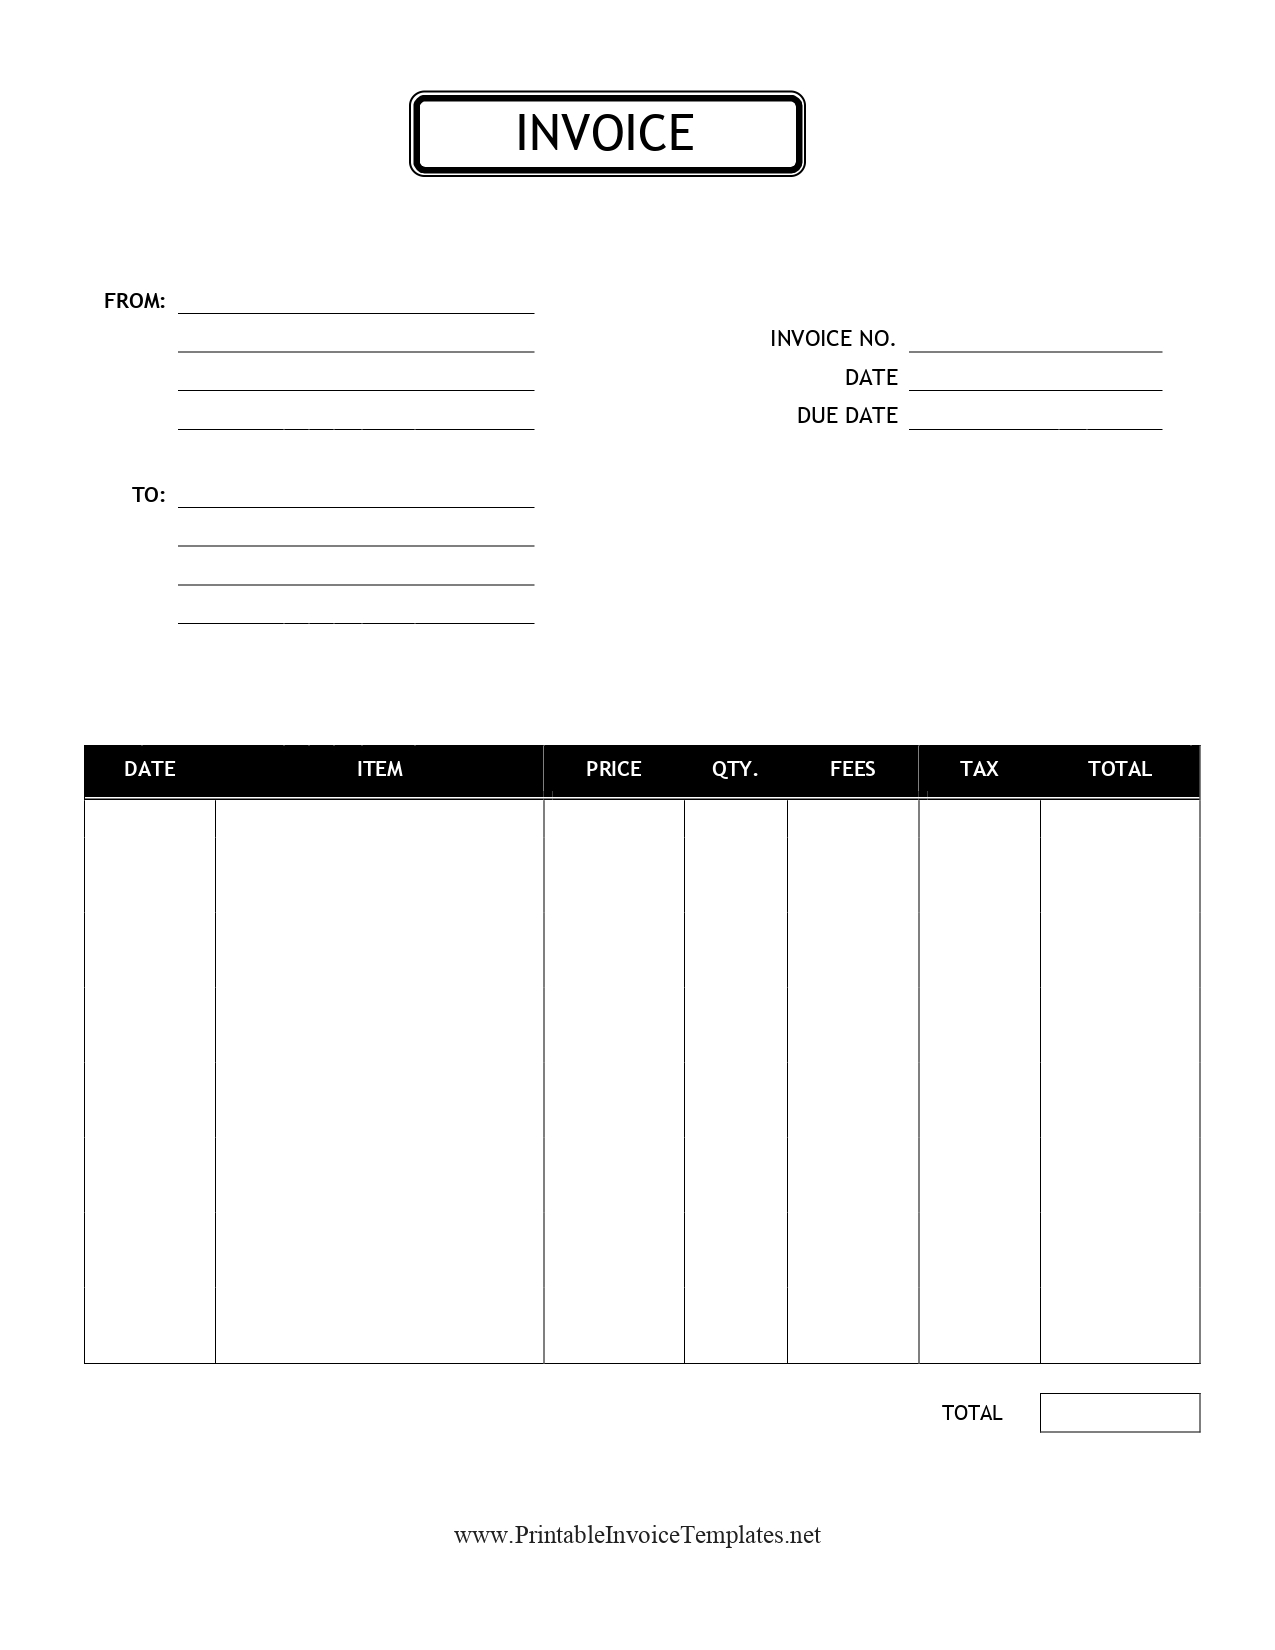 INVOICE
FROM:
INVOICE NO.
DATE
DUE DATE
TO:
DATE ITEM PRICE QTY. FEES TAX TOTAL
TOTAL
www.PrintableInvoiceTemplates.net